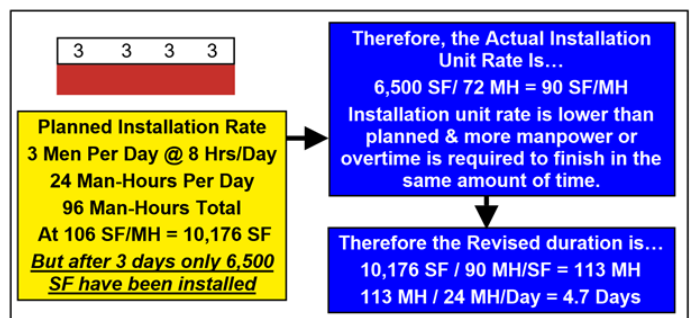 3 3 3 3
Planned Installation Rate
3 Men Per Day @ 8 Hrs/Day
24 Man-Hours Per Day
96 Man-Hours Total
At 106 SF/MH = 10,176 SF
But after 3 days only 6,500
SF have been installed
Therefore, the Actual Installation
Unit Rate Is…
6,500 SF/ 72 MH = 90 SF/MH
Installation unit rate is lower than
planned & more manpower or
overtime is required to finish in the
same amount of time.
Therefore the Revised duration is…
10,176 SF / 90 MH/SF = 113 MH
113 MH / 24 MH/Day = 4.7 Days